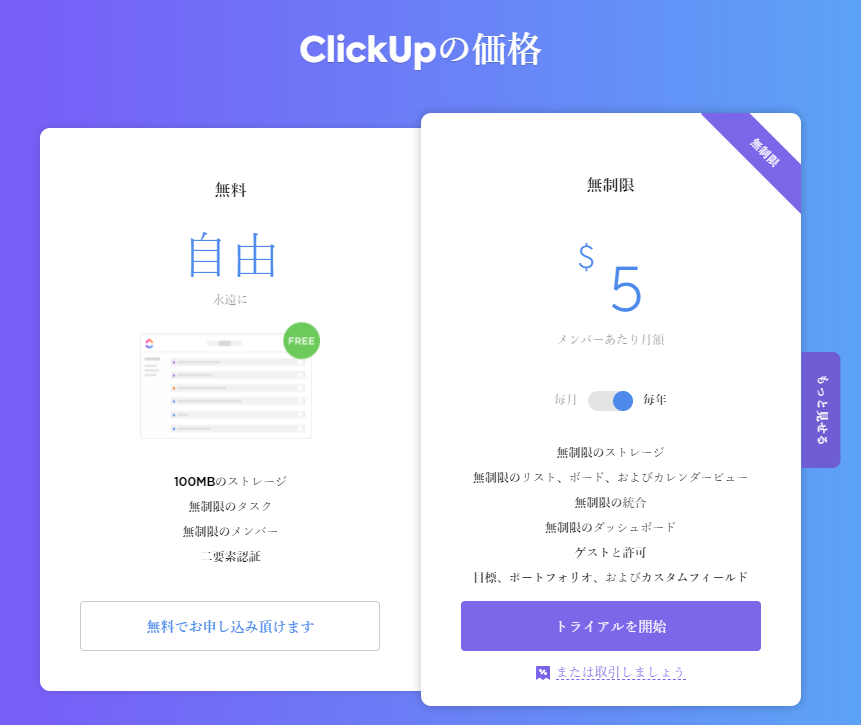 ClickUpの価格
無料
自由
永遠に
FREE
100MBのストレージ
無制限のタスク
無制限のメンバー
二要素認証
無料でお申し込み頂けます
無制限
無制限
$5
メンバーあたり月額
毎月 毎年
無制限のストレージ
無制限のリスト、ボード、およびカレンダービュー
無制限の統合
無制限のダッシュボード
ゲストと許可
目標、ポートフォリオ、およびカスタムフィールド
トライアルを開始
または取引しましょう
もっと見せる